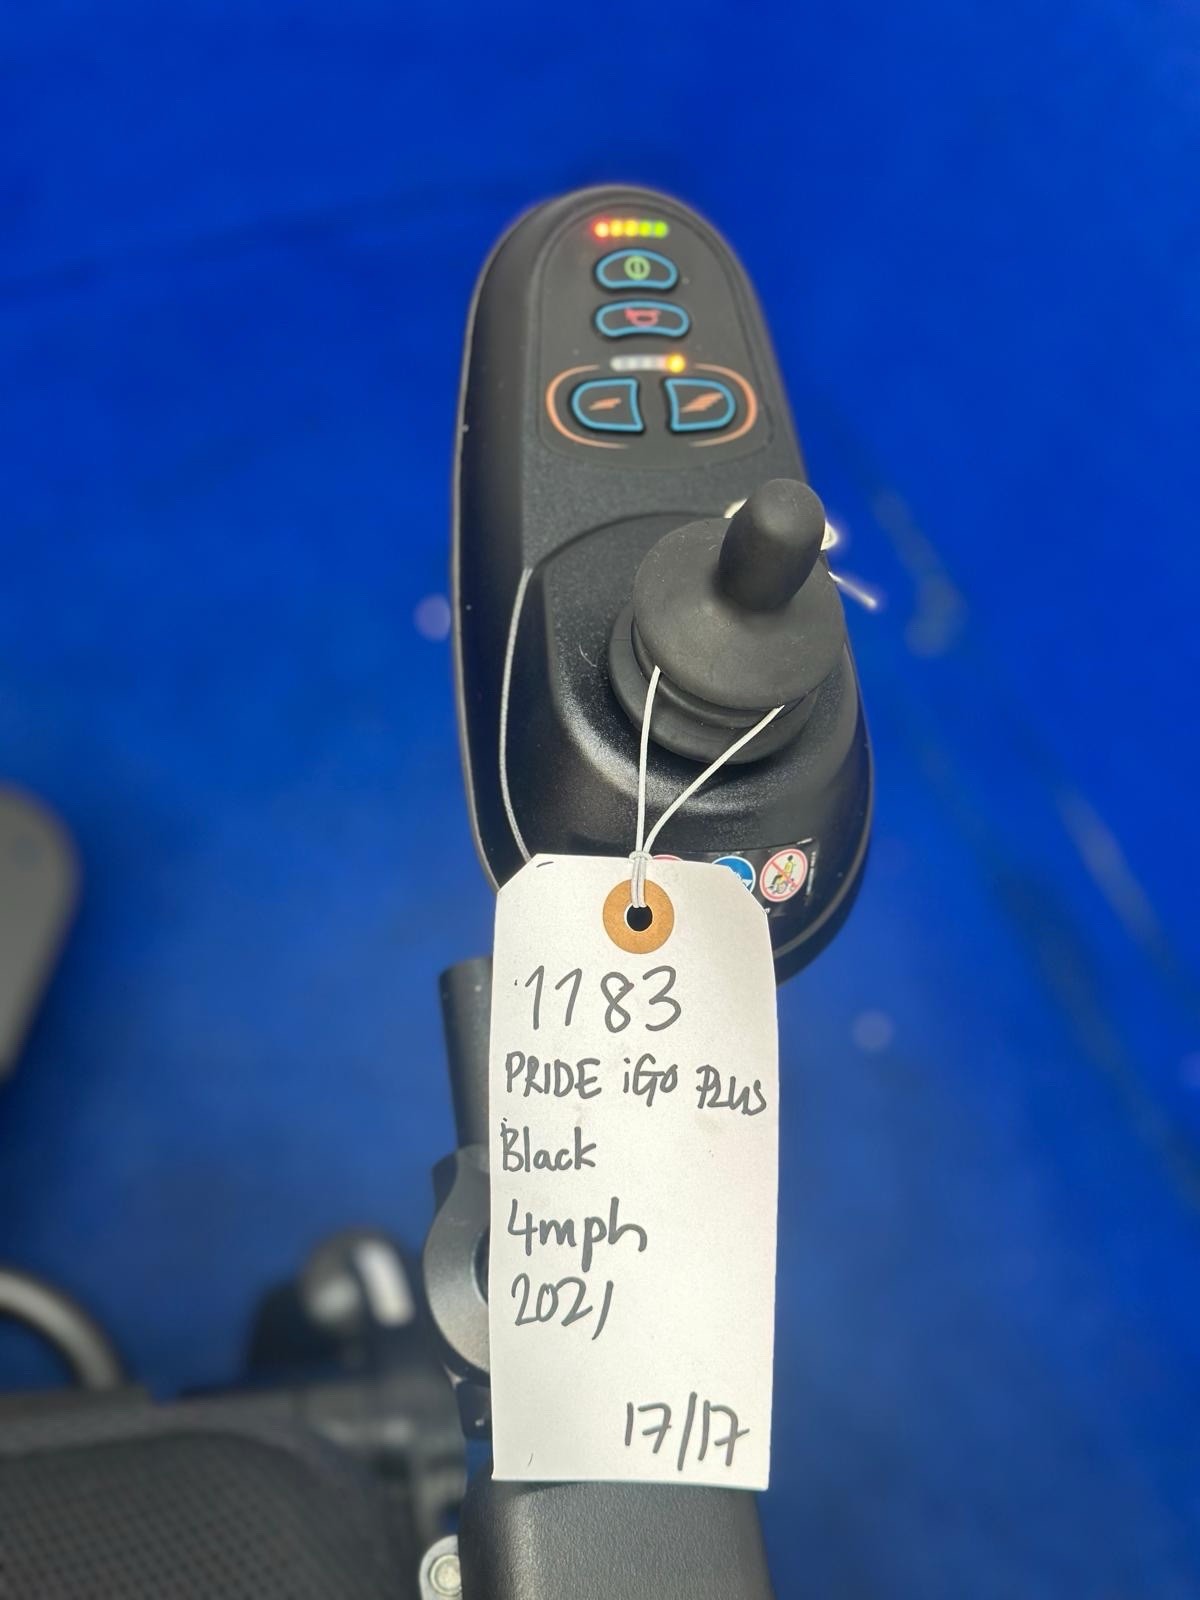 1183
PRIDE iGo PLUS
Black
4mph
2021
17/17